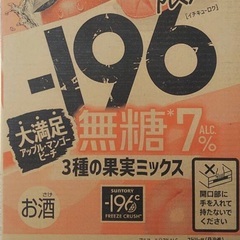 -196
[イチキューロク]
大満足
アップル・マンゴー
ピーチ
無糖* 7%
ALC.
3種の果実ミックス
お酒
SUNTORY
-196℃
FREEZE CRUSH
開口部に
手を入れて
持たないで
ください